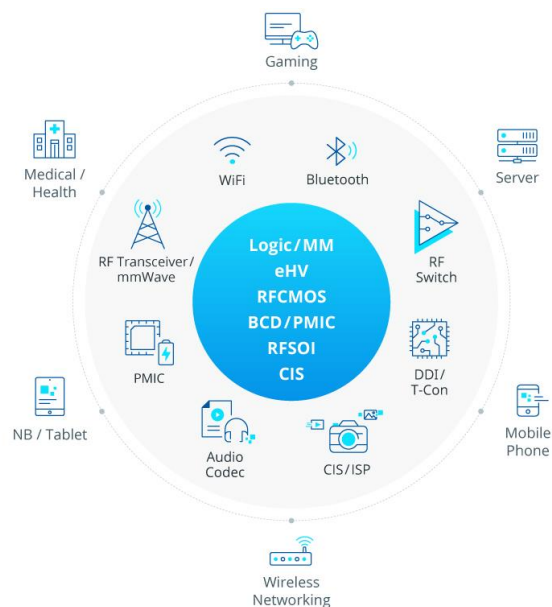 Gaming
Medical /
Health
Server
WiFi
Bluetooth
RF Transceiver/
mmWave
RF
Switch
Logic/MM
eHV
RFCMOS
BCD/PMIC
RFSOI
CIS
PMIC
DDI/
T-Con
NB / Tablet
Mobile
Phone
Audio
Codec
CIS/ISP
Wireless
Networking